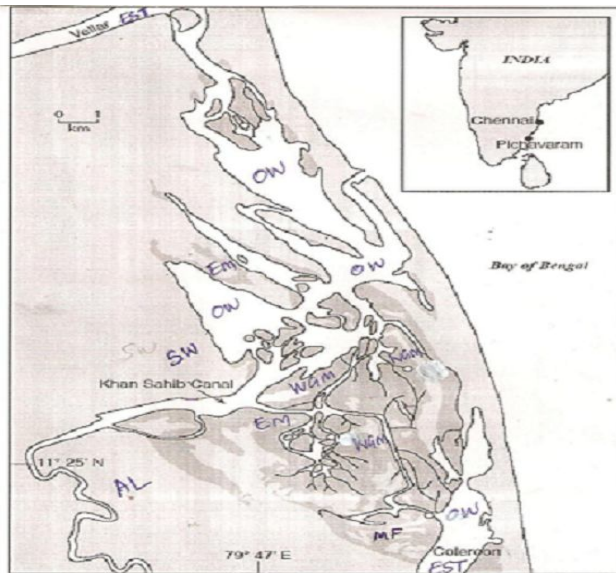 Vellar EST
INDIA
Chennai
Pichavaram
0 1
km
OW
Bay of Bengal
EM
OW
OW
SW
SW
Khan Sahib Canal
WGM
WGM
EM
WGM
11° 25' N
AL
OW
MF
79° 47' E
Coleroon
EST